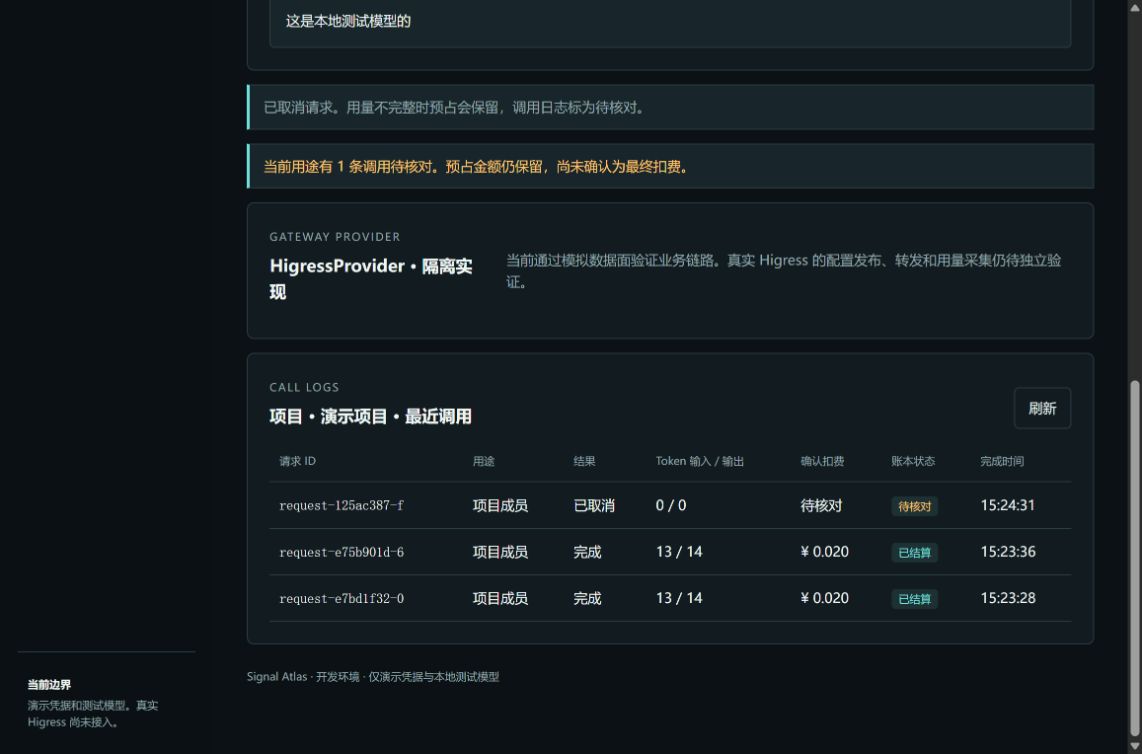 这是本地测试模型的
已取消请求。用量不完整时预占会保留，调用日志标为待核对。
当前用途有 1 条调用待核对。预占金额仍保留，尚未确认为最终扣费。
GATEWAY PROVIDER
HigressProvider · 隔离实
现
当前通过模拟数据面验证业务链路。真实 Higress 的配置发布、转发和用量采集仍待独立验
证。
CALL LOGS
项目 · 演示项目 · 最近调用
刷新
请求 ID 用途 结果 Token 输入 / 输出 确认扣费 账本状态 完成时间
request-125ac387-f 项目成员 已取消 0 / 0 待核对 待核对 15:24:31
request-e75b901d-6 项目成员 完成 13 / 14 ¥ 0.020 已结算 15:23:36
request-e7bd1f32-0 项目成员 完成 13 / 14 ¥ 0.020 已结算 15:23:28
Signal Atlas · 开发环境 · 仅演示凭据与本地测试模型
当前边界
演示凭据和测试模型。真实
Higress 尚未接入。